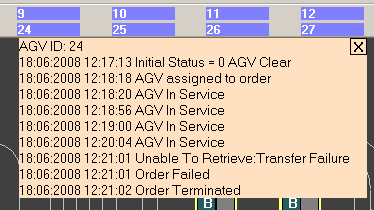 9 10 11 12
24 25 26 27
AGV ID: 24 X
18:06:2008 12:17:13 Initial Status = 0 AGV Clear
18:06:2008 12:18:18 AGV assigned to order
18:06:2008 12:18:20 AGV In Service
18:06:2008 12:18:56 AGV In Service
18:06:2008 12:19:00 AGV In Service
18:06:2008 12:20:04 AGV In Service
18:06:2008 12:21:01 Unable To Retrieve:Transfer Failure
18:06:2008 12:21:01 Order Failed
18:06:2008 12:21:02 Order Terminated
B B